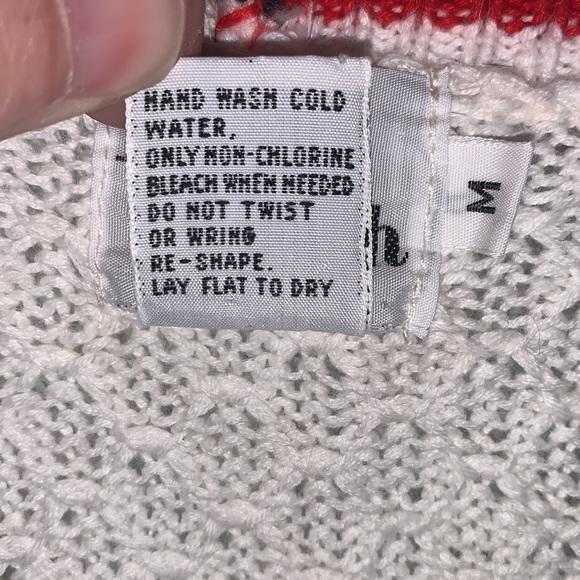 HAND WASH COLD
WATER.
ONLY NON-CHLORINE
BLEACH WHEN NEEDED
DO NOT TWIST
OR WRING
RE-SHAPE.
LAY FLAT TO DRY
h
M